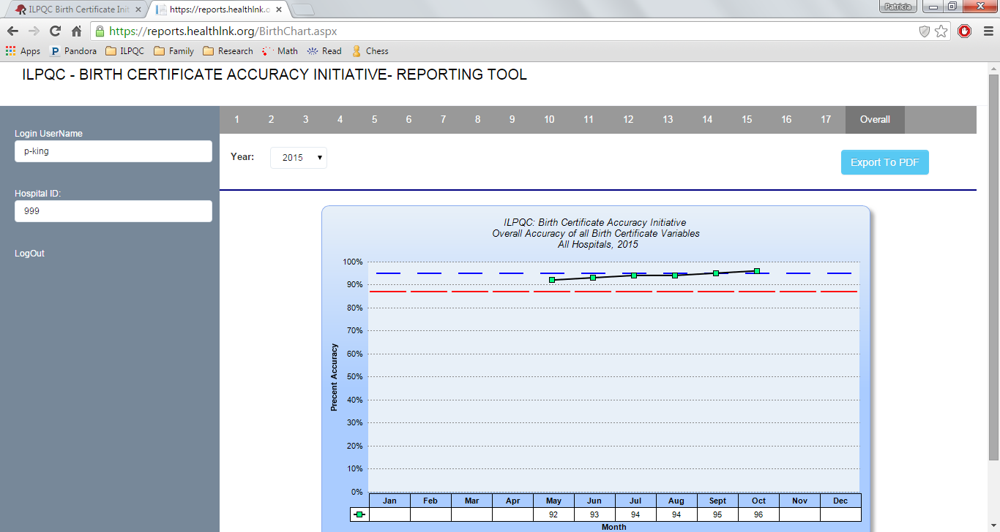 ILPQC Birth Certificate Init
https://reports.healthlnk.o
Patricia
https://reports.healthlnk.org/BirthChart.aspx
Apps Pandora ILPQC Family Research Math Read Chess
ILPQC - BIRTH CERTIFICATE ACCURACY INITIATIVE- REPORTING TOOL
1 2 3 4 5 6 7 8 9 10 11 12 13 14 15 16 17 Overall
Login UserName
p-king
Hospital ID:
999
LogOut
Year: 2015
Export To PDF
ILPQC: Birth Certificate Accuracy Initiative
Overall Accuracy of all Birth Certificate Variables
All Hospitals, 2015
Precent Accuracy
100%
90%
80%
70%
60%
50%
40%
30%
20%
10%
0%
Jan Feb Mar Apr May Jun Jul Aug Sept Oct Nov Dec
92 93 94 94 95 96
Month